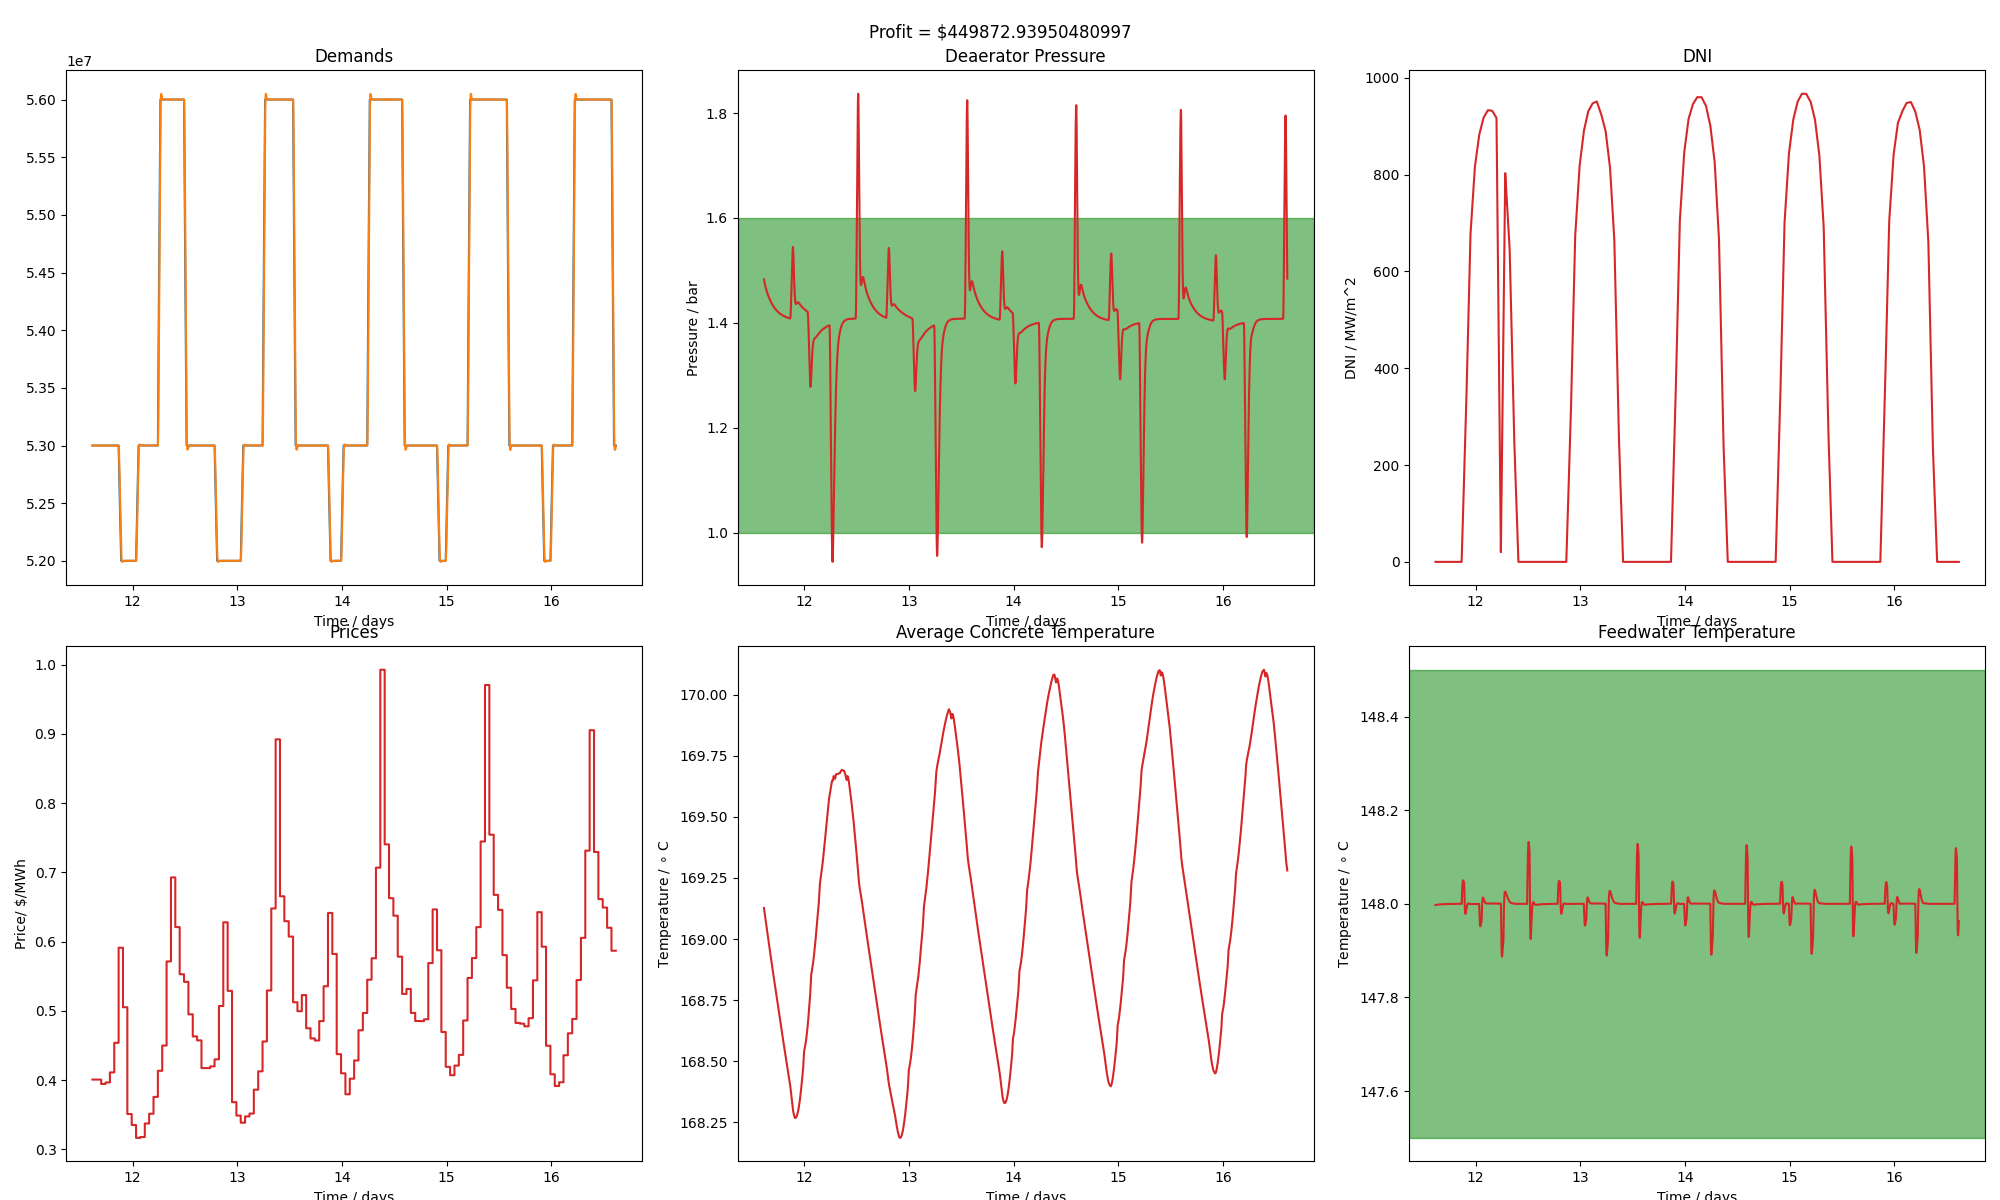 Profit = $449872.93950480997
Demands
1e7
5.60
5.55
5.50
5.45
5.40
5.35
5.30
5.25
5.20
12 13 14 15 16
Time / days
Deaerator Pressure
Pressure / bar
1.8
1.6
1.4
1.2
1.0
12 13 14 15 16
Time / days
DNI
DNI / MW/m^2
1000
800
600
400
200
0
12 13 14 15 16
Time / days
Prices
Price/ $/MWh
1.0
0.9
0.8
0.7
0.6
0.5
0.4
0.3
12 13 14 15 16
Time / days
Average Concrete Temperature
Temperature / ∘ C
170.00
169.75
169.50
169.25
169.00
168.75
168.50
168.25
12 13 14 15 16
Time / days
Feedwater Temperature
Temperature / ∘ C
148.4
148.2
148.0
147.8
147.6
12 13 14 15 16
Time / days